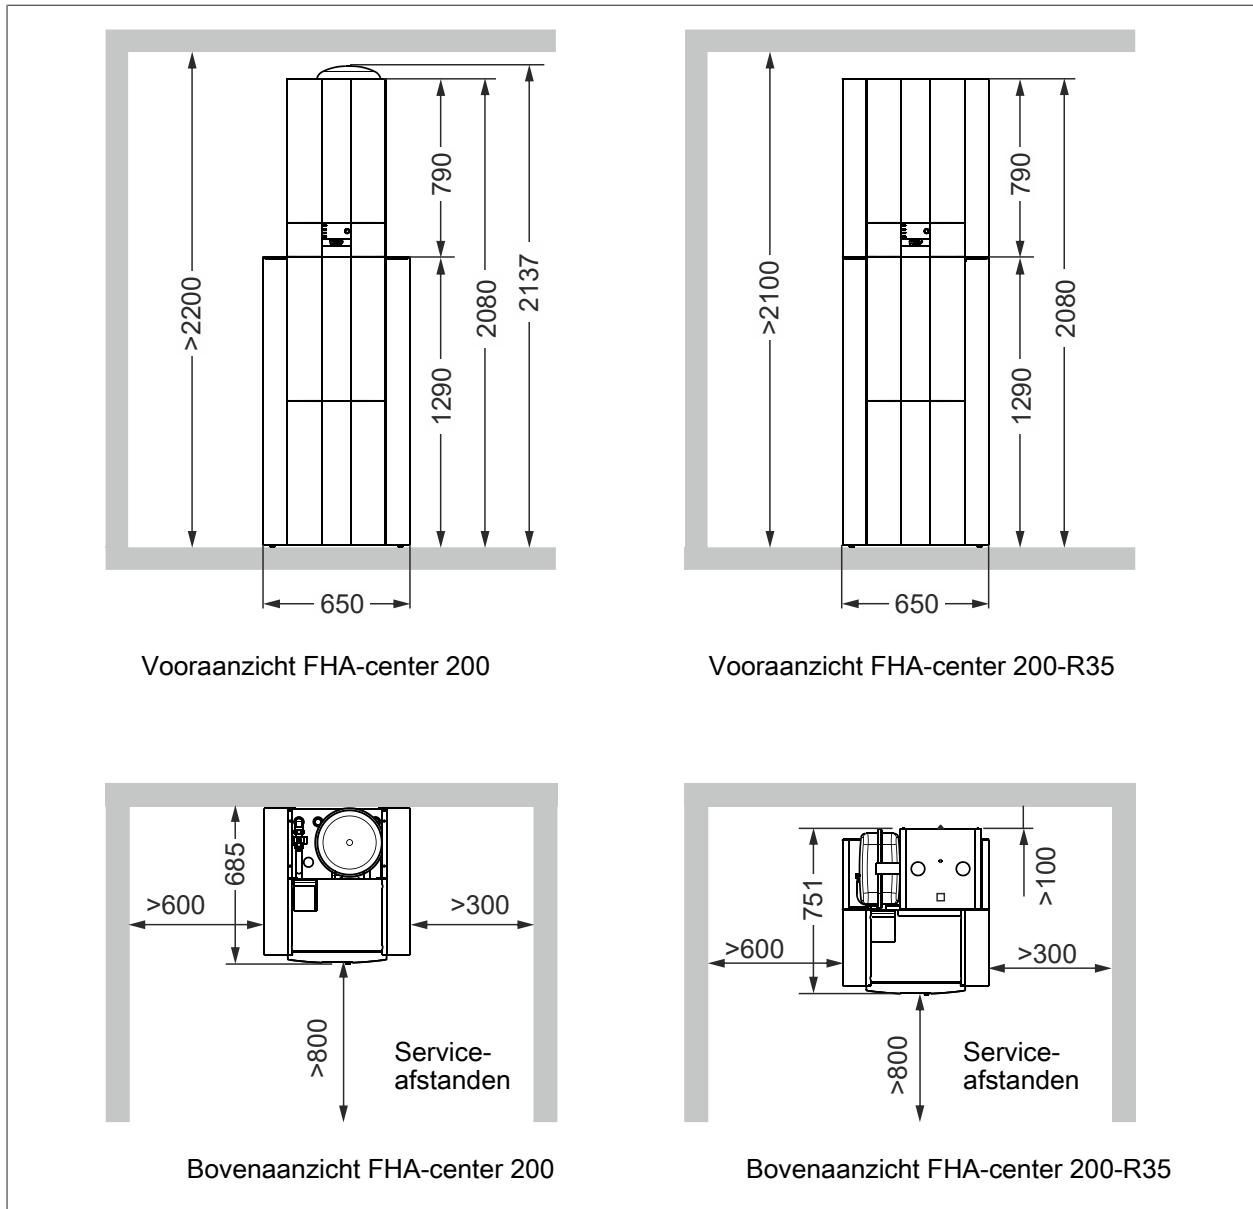 790
>2200
2080
2137
1290
650
Vooraanzicht FHA-center 200
790
>2100
2080
1290
650
Vooraanzicht FHA-center 200-R35
685
>600
>300
>800
Service-
afstanden
Bovenaanzicht FHA-center 200
751
>100
>600
>300
>800
Service-
afstanden
Bovenaanzicht FHA-center 200-R35